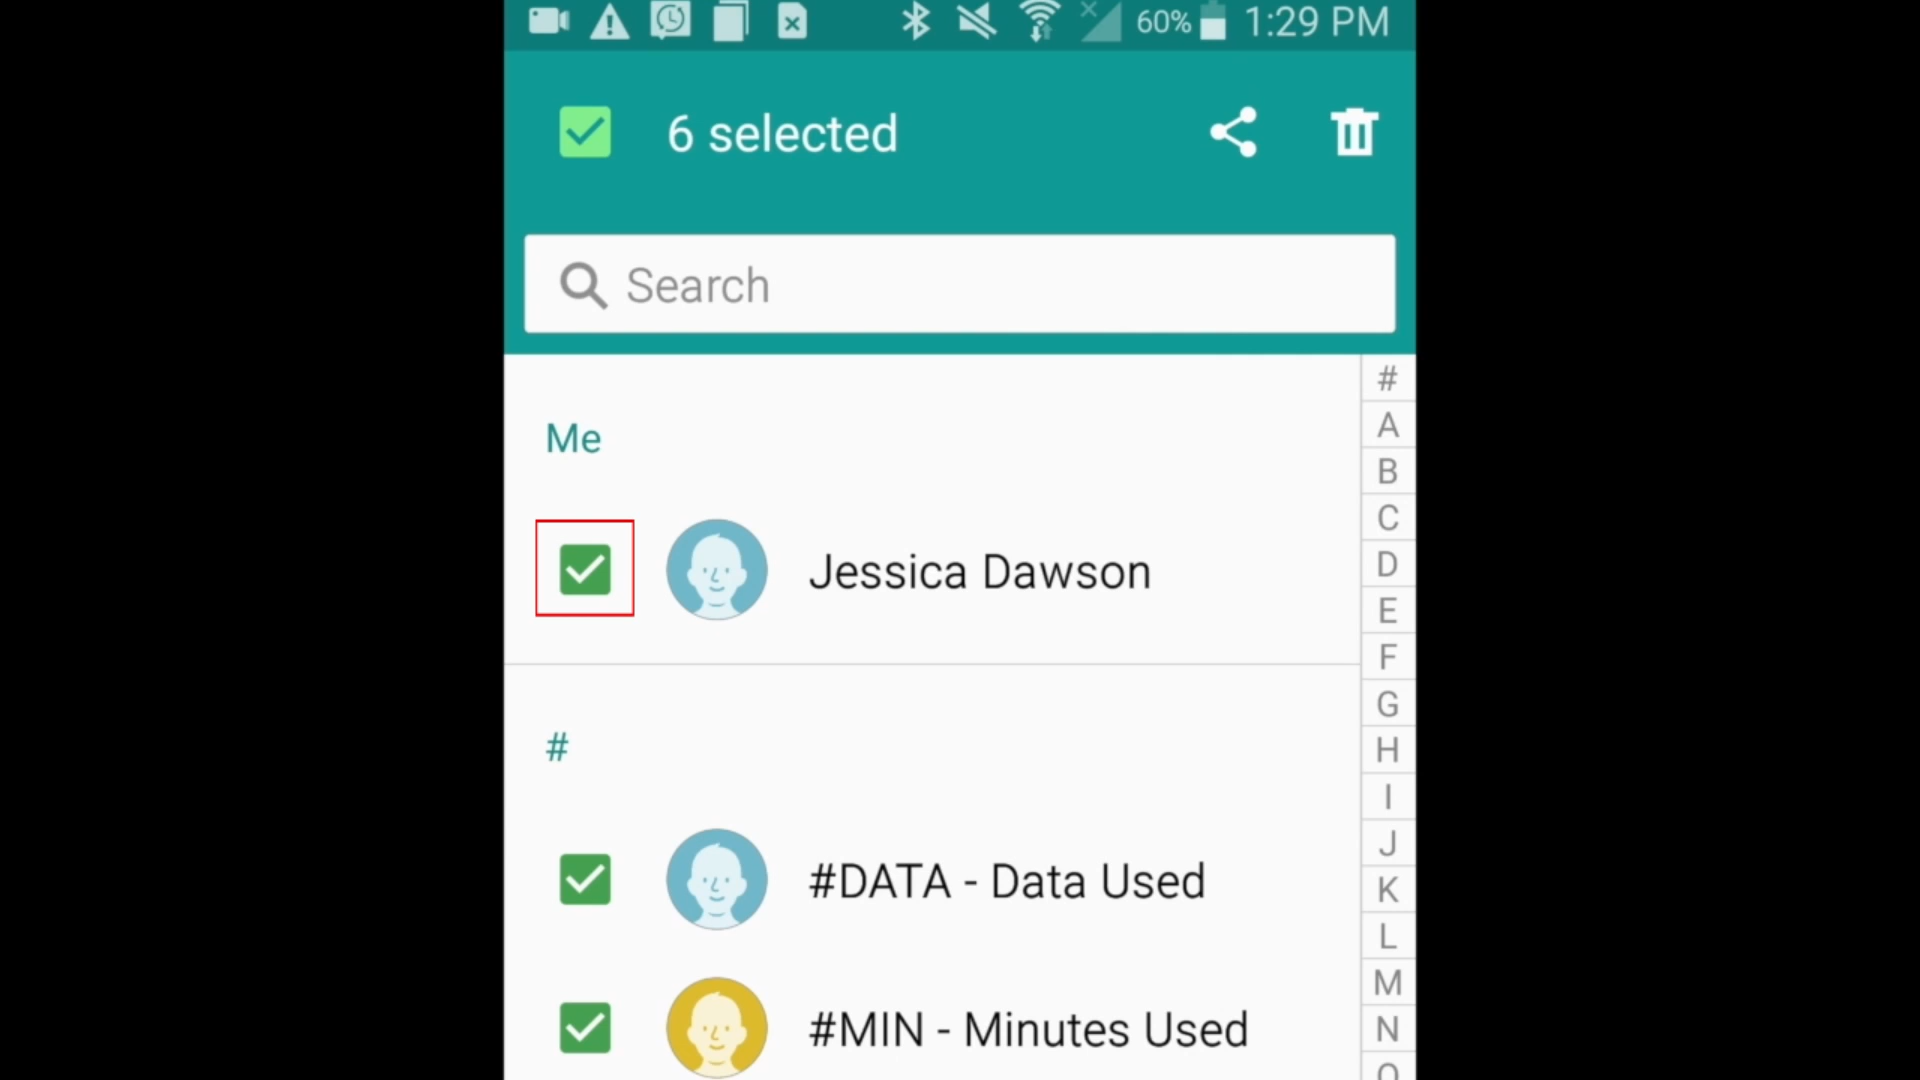 60% 1:29 PM
6 selected
Search
Me
Jessica Dawson
#
#DATA - Data Used
#MIN - Minutes Used
#
A
B
C
D
E
F
G
H
I
J
K
L
M
N
O